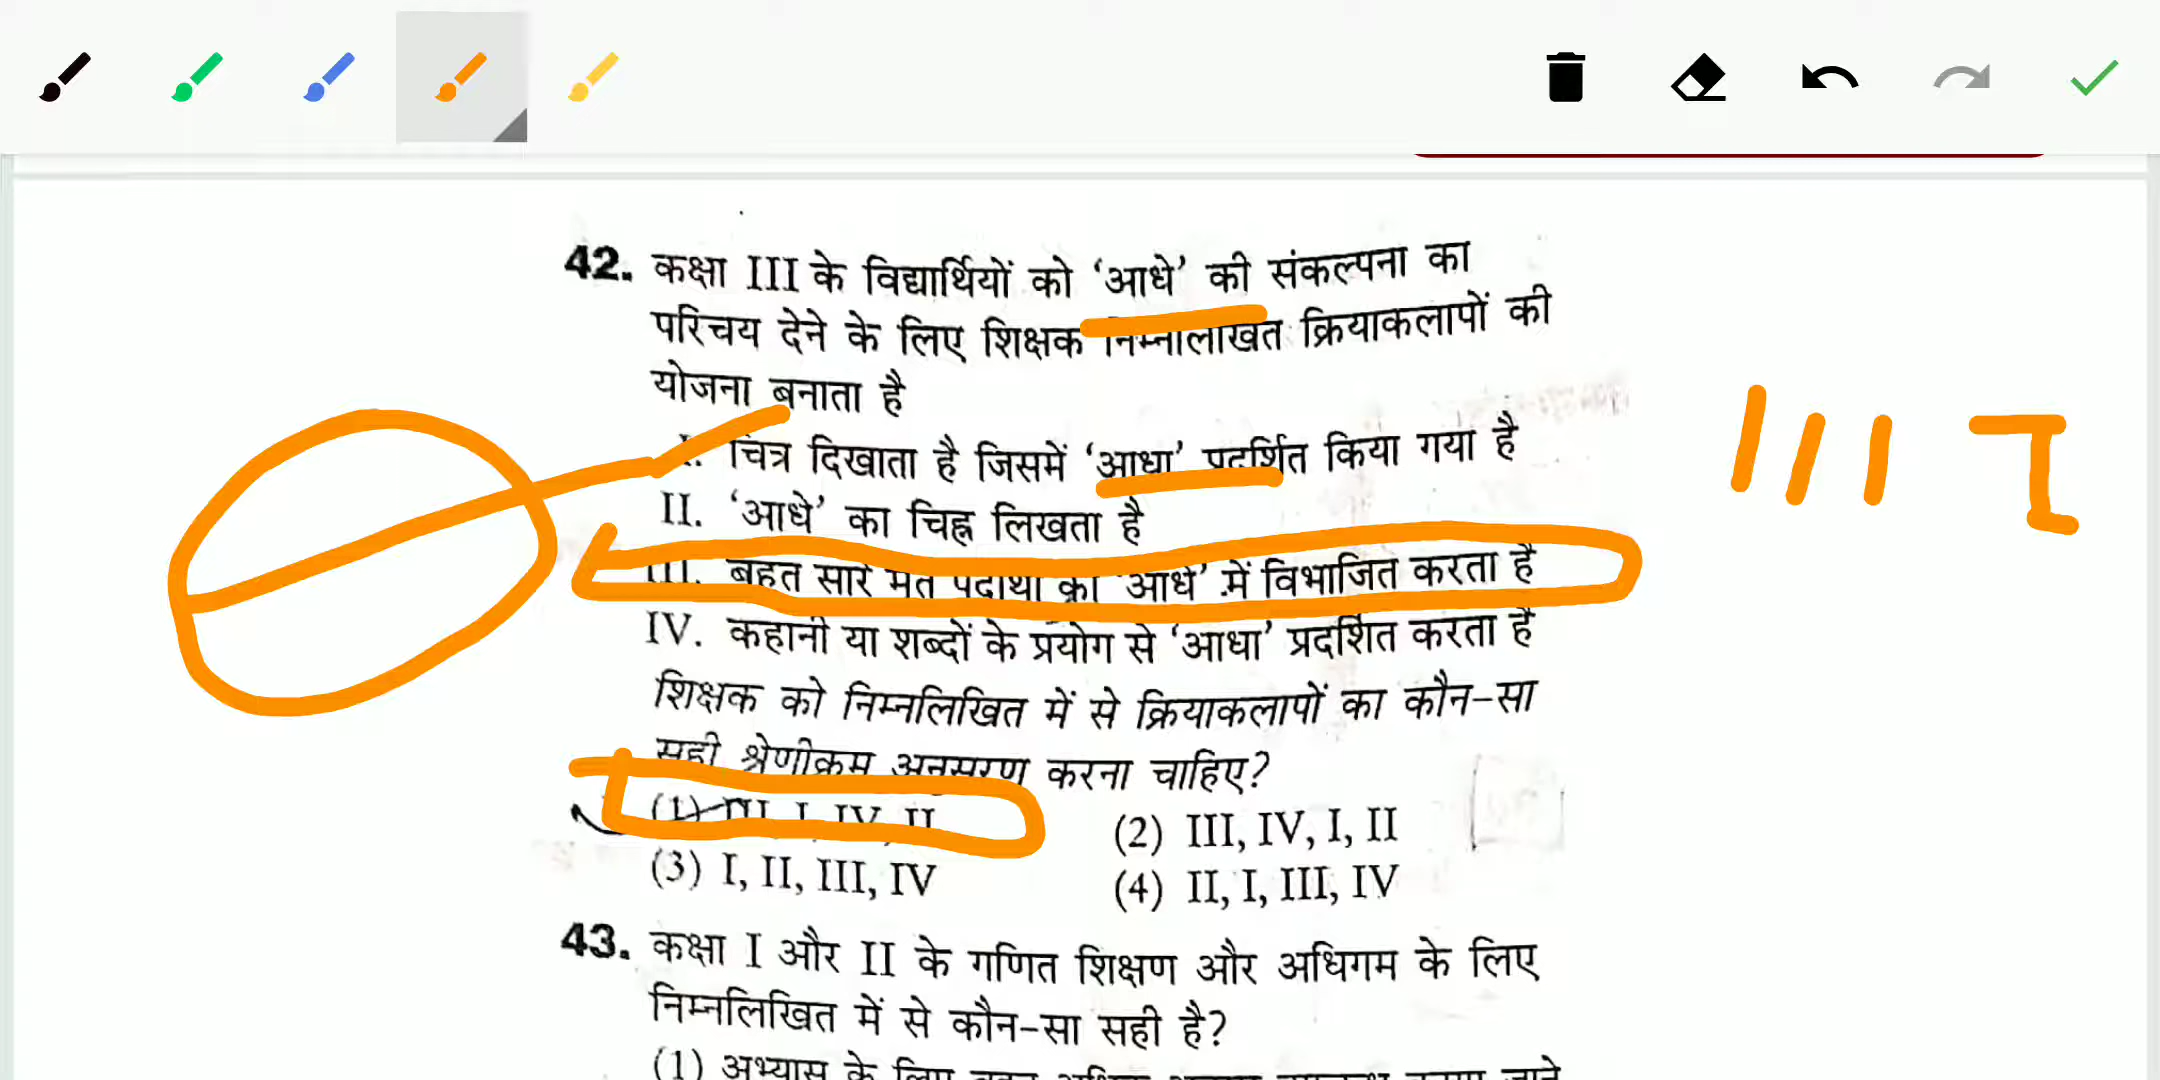 42. कक्षा III के विद्यार्थियों को ‘आधे’ की संकल्पना का
परिचय देने के लिए शिक्षक निम्नलिखित क्रियाकलापों की
योजना बनाता है
I. चित्र दिखाता है जिसमें ‘आधा’ प्रदर्शित किया गया है
II. ‘आधे’ का चिह्न लिखता है
III. बहुत सारे मूर्त पदार्थों को ‘आधे’ में विभाजित करता है
IV. कहानी या शब्दों के प्रयोग से ‘आधा’ प्रदर्शित करता है
III I
शिक्षक को निम्नलिखित में से क्रियाकलापों का कौन-सा
सही श्रेणीक्रम अनुसरण करना चाहिए?
(1) III, I, IV, II
(2) III, IV, I, II
(3) I, II, III, IV
(4) II, I, III, IV
43. कक्षा I और II के गणित शिक्षण और अधिगम के लिए
निम्नलिखित में से कौन-सा सही है?
(1) अभ्यास के लिए